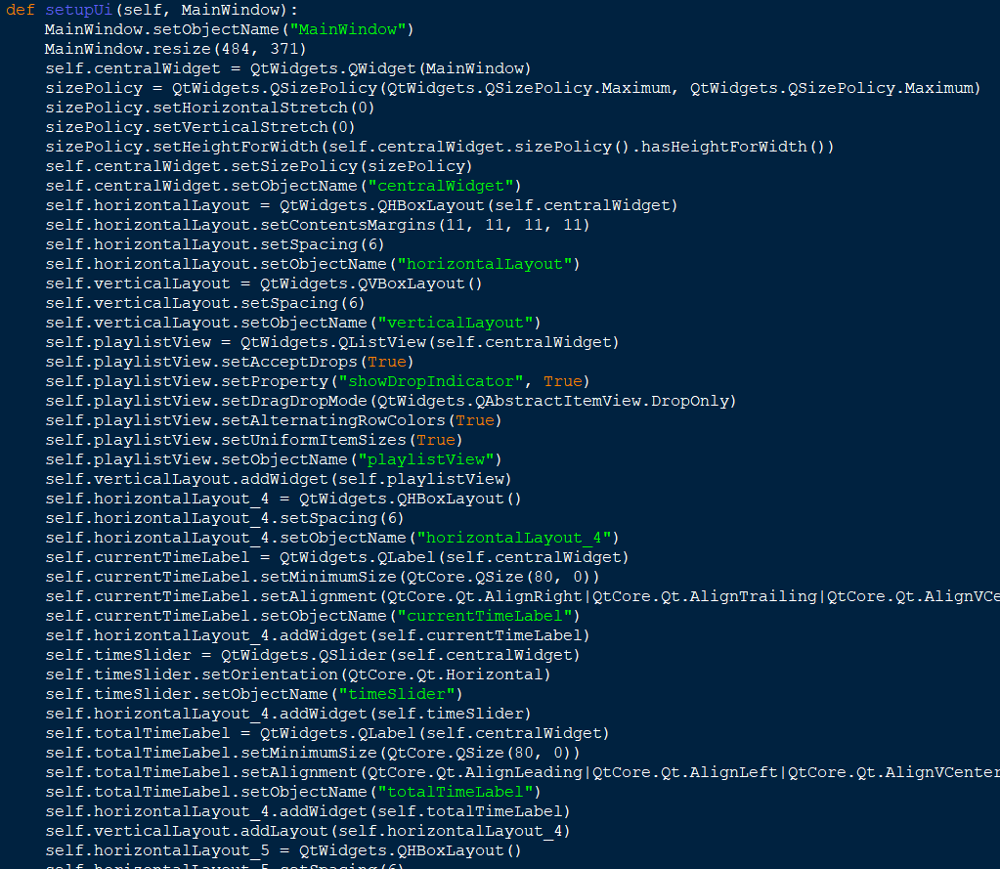 def setupUi(self, MainWindow):
    MainWindow.setObjectName("MainWindow")
    MainWindow.resize(484, 371)
    self.centralWidget = QtWidgets.QWidget(MainWindow)
    sizePolicy = QtWidgets.QSizePolicy(QtWidgets.QSizePolicy.Maximum, QtWidgets.QSizePolicy.Maximum)
    sizePolicy.setHorizontalStretch(0)
    sizePolicy.setVerticalStretch(0)
    sizePolicy.setHeightForWidth(self.centralWidget.sizePolicy().hasHeightForWidth())
    self.centralWidget.setSizePolicy(sizePolicy)
    self.centralWidget.setObjectName("centralWidget")
    self.horizontalLayout = QtWidgets.QHBoxLayout(self.centralWidget)
    self.horizontalLayout.setContentsMargins(11, 11, 11, 11)
    self.horizontalLayout.setSpacing(6)
    self.horizontalLayout.setObjectName("horizontalLayout")
    self.verticalLayout = QtWidgets.QVBoxLayout()
    self.verticalLayout.setSpacing(6)
    self.verticalLayout.setObjectName("verticalLayout")
    self.playlistView = QtWidgets.QListView(self.centralWidget)
    self.playlistView.setAcceptDrops(True)
    self.playlistView.setProperty("showDropIndicator", True)
    self.playlistView.setDragDropMode(QtWidgets.QAbstractItemView.DropOnly)
    self.playlistView.setAlternatingRowColors(True)
    self.playlistView.setUniformItemSizes(True)
    self.playlistView.setObjectName("playlistView")
    self.verticalLayout.addWidget(self.playlistView)
    self.horizontalLayout_4 = QtWidgets.QHBoxLayout()
    self.horizontalLayout_4.setSpacing(6)
    self.horizontalLayout_4.setObjectName("horizontalLayout_4")
    self.currentTimeLabel = QtWidgets.QLabel(self.centralWidget)
    self.currentTimeLabel.setMinimumSize(QtCore.QSize(80, 0))
    self.currentTimeLabel.setAlignment(QtCore.Qt.AlignRight|QtCore.Qt.AlignTrailing|QtCore.Qt.AlignVCe
    self.currentTimeLabel.setObjectName("currentTimeLabel")
    self.horizontalLayout_4.addWidget(self.currentTimeLabel)
    self.timeSlider = QtWidgets.QSlider(self.centralWidget)
    self.timeSlider.setOrientation(QtCore.Qt.Horizontal)
    self.timeSlider.setObjectName("timeSlider")
    self.horizontalLayout_4.addWidget(self.timeSlider)
    self.totalTimeLabel = QtWidgets.QLabel(self.centralWidget)
    self.totalTimeLabel.setMinimumSize(QtCore.QSize(80, 0))
    self.totalTimeLabel.setAlignment(QtCore.Qt.AlignLeading|QtCore.Qt.AlignLeft|QtCore.Qt.AlignVCenter
    self.totalTimeLabel.setObjectName("totalTimeLabel")
    self.horizontalLayout_4.addWidget(self.totalTimeLabel)
    self.verticalLayout.addLayout(self.horizontalLayout_4)
    self.horizontalLayout_5 = QtWidgets.QHBoxLayout()
    self.horizontalLayout_5.setSpacing(6)